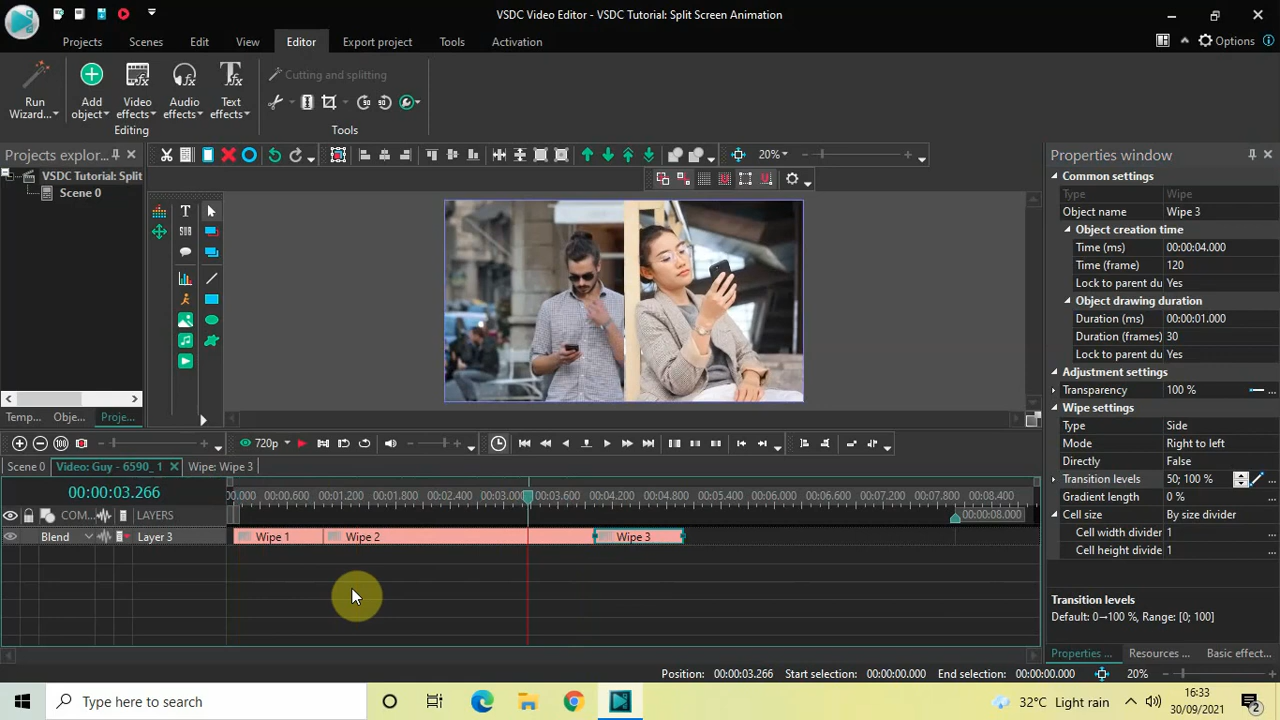 VSDC Video Editor - VSDC Tutorial: Split Screen Animation
Projects Scenes Edit View Editor Export project Tools Activation Options
Run Wizard... Add object Video effects Audio effects Text effects
Cutting and splitting
Editing Tools
Projects explor... 20% Properties window
VSDC Tutorial: Split
Scene 0
Common settings
Type Wipe
Object name Wipe 3
Object creation time
Time (ms) 00:00:04.000
Time (frame) 120
Lock to parent du Yes
Object drawing duration
Duration (ms) 00:00:01.000
Duration (frames) 30
Lock to parent du Yes
Adjustment settings
Transparency 100 % ...
Wipe settings
Type Side
Mode Right to left
Directly False
Transition levels 50; 100 % ...
Gradient length 0 % ...
Cell size By size divider
Cell width divider 1 ...
Cell height divide 1 ...
Transition levels
Default: 0→100 %, Range: [0; 100]
Properties ... Resources ... Basic effect...
T
SUB
Temp... Obje... Proje...
720p
Scene 0 Video: Guy - 6590_ 1 Wipe: Wipe 3
00:00:03.266
0.000 00:00.600 00:01.200 00:01.800 00:02.400 00:03.000 00:03.600 00:04.200 00:04.800 00:05.400 00:06.000 00:06.600 00:07.200 00:07.800 00:08.400
COM... LAYERS 00:00:08.000
Blend Layer 3 Wipe 1 Wipe 2 Wipe 3
Position: 00:00:03.266 Start selection: 00:00:00.000 End selection: 00:00:00.000 20%
Type here to search
32°C Light rain
16:33
30/09/2021
2